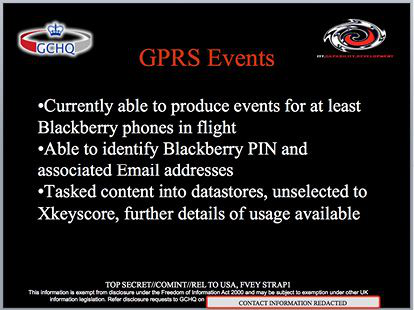 GCHQ
GPRS Events
•Currently able to produce events for at least
Blackberry phones in flight
•Able to identify Blackberry PIN and
associated Email addresses
•Tasked content into datastores, unselected to
Xkeyscore, further details of usage available
TOP SECRET//COMINT//REL TO USA, FVEY STRAP1
This information is exempt from disclosure under the Freedom of Information Act 2000 and may be subject to exemption under other UK
information legislation. Refer disclosure requests to GCHQ on
CONTACT INFORMATION REDACTED